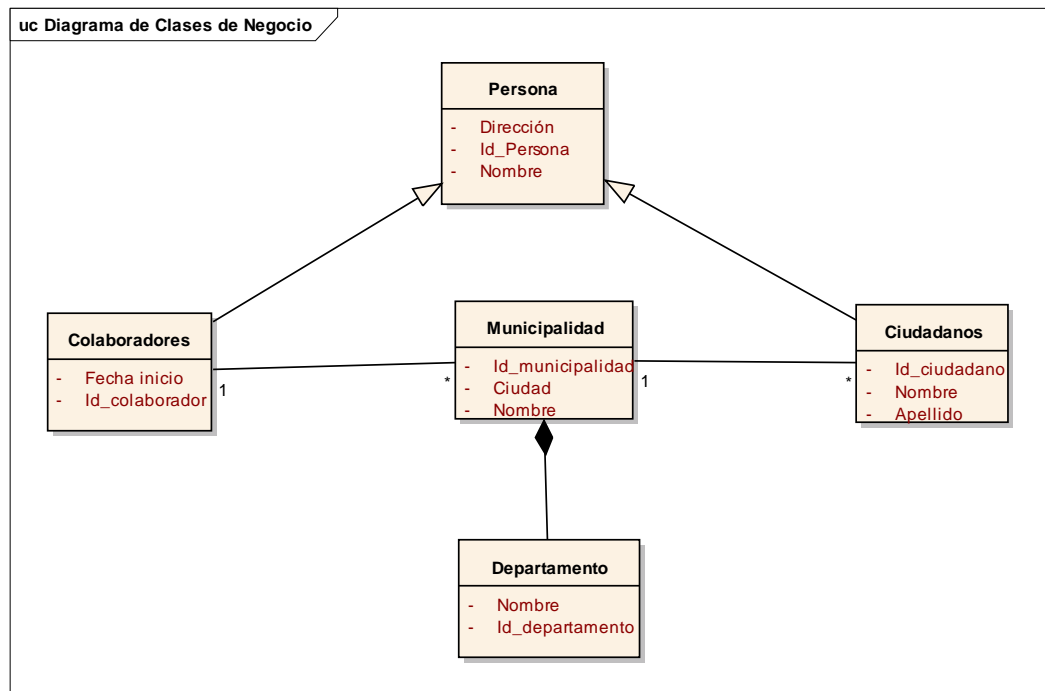 uc Diagrama de Clases de Negocio
Persona
- Dirección
- Id_Persona
- Nombre
Colaboradores
- Fecha inicio
- Id_colaborador
1
*
Municipalidad
- Id_municipalidad
- Ciudad
- Nombre
1
*
Ciudadanos
- Id_ciudadano
- Nombre
- Apellido
Departamento
- Nombre
- Id_departamento